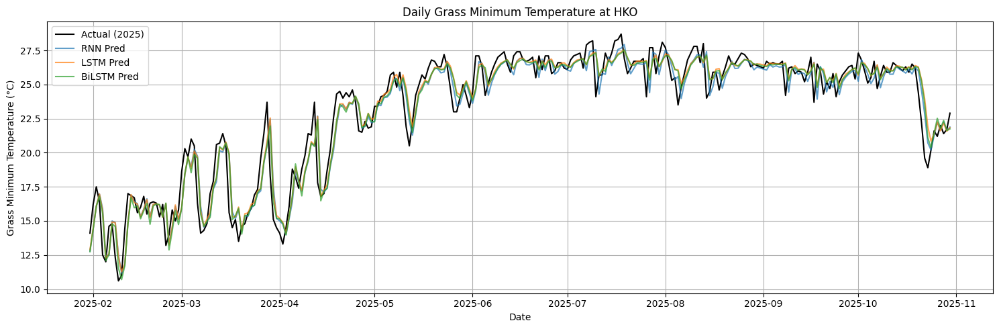 Daily Grass Minimum Temperature at HKO
Actual (2025)
RNN Pred
LSTM Pred
BiLSTM Pred
Grass Minimum Temperature (°C)
27.5
25.0
22.5
20.0
17.5
15.0
12.5
10.0
2025-02
2025-03
2025-04
2025-05
2025-06
2025-07
2025-08
2025-09
2025-10
2025-11
Date